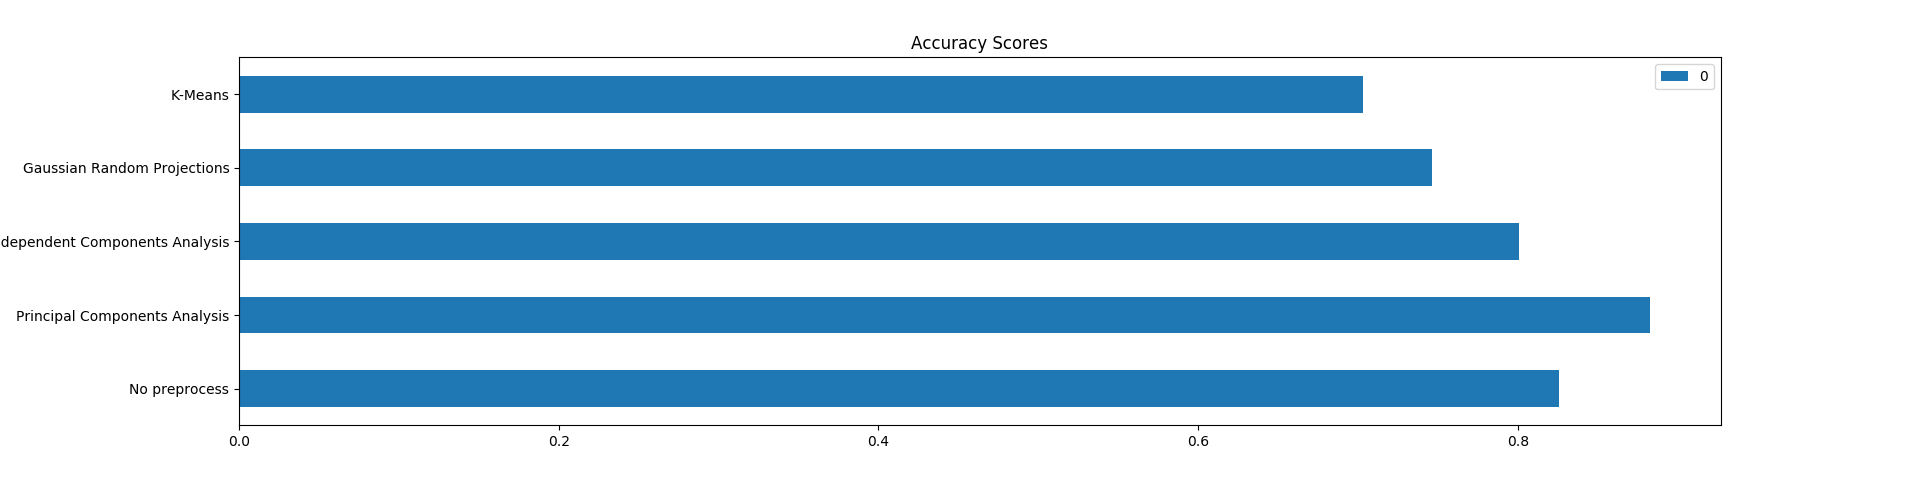 Accuracy Scores
0
K-Means
Gaussian Random Projections
dependent Components Analysis
Principal Components Analysis
No preprocess
0.0 0.2 0.4 0.6 0.8